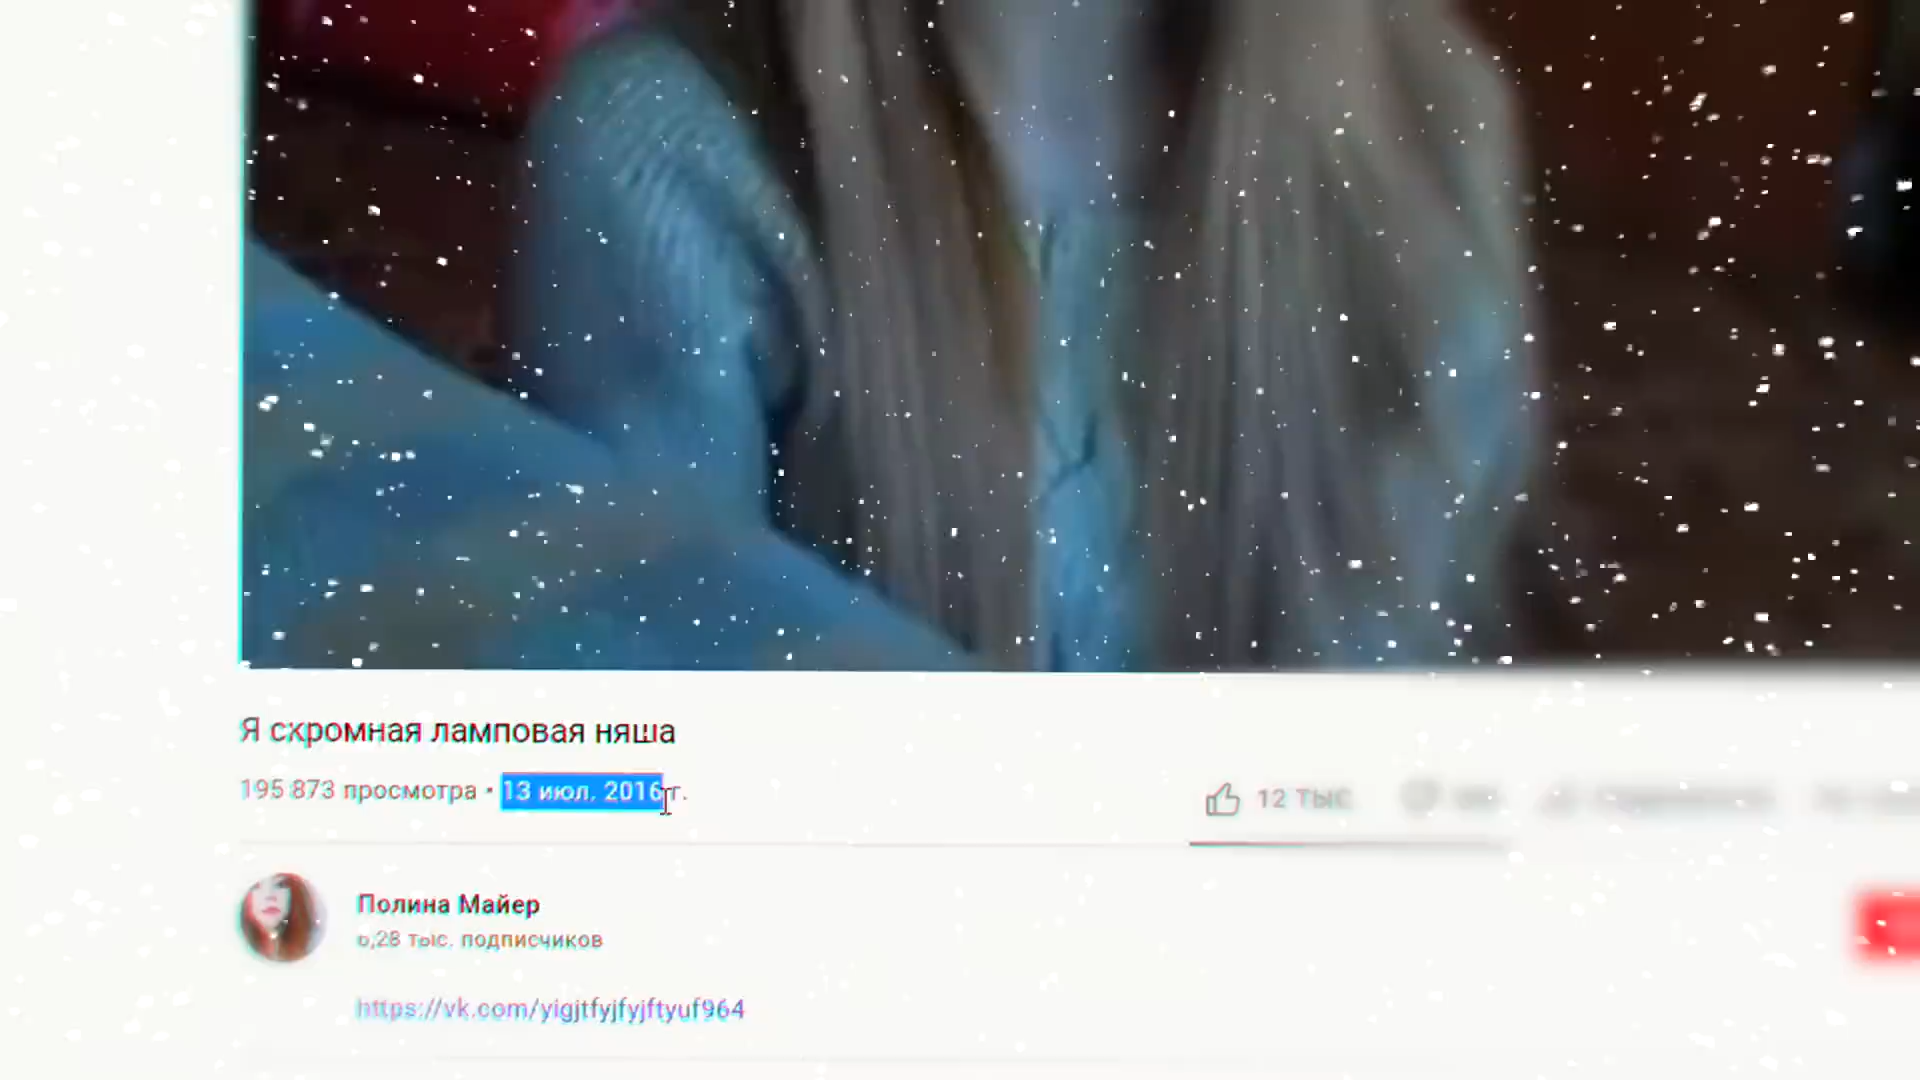 Я скромная ламповая няша
195 873 просмотра • 13 июл. 2016 г.
12 ТЫС
Полина Майер
6,28 тыс. подписчиков
https://vk.com/yigjtfyjfyjftyuf964